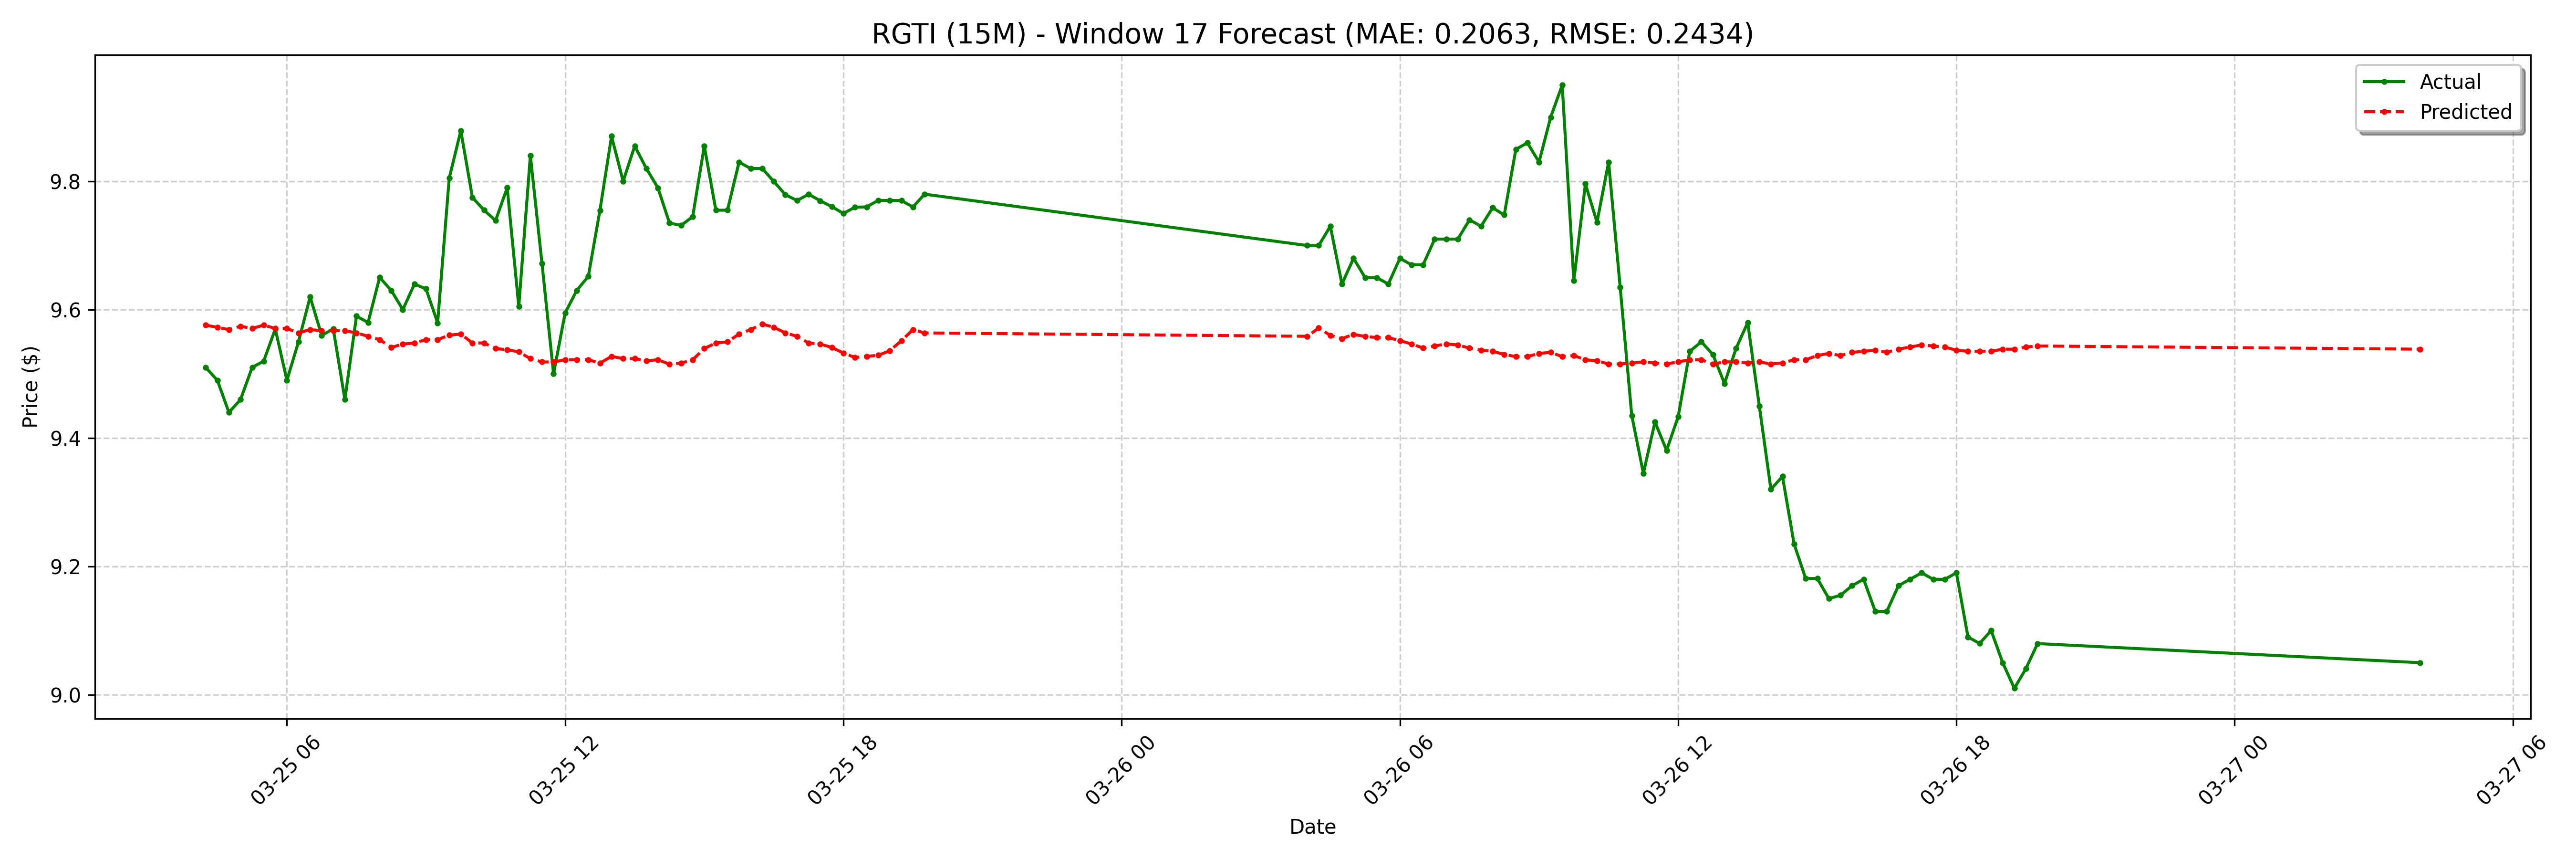 RGTI (15M) - Window 17 Forecast (MAE: 0.2063, RMSE: 0.2434)
Actual
Predicted
Price ($)
9.8
9.6
9.4
9.2
9.0
03-25 06
03-25 12
03-25 18
03-26 00
03-26 06
03-26 12
03-26 18
03-27 00
03-27 06
Date